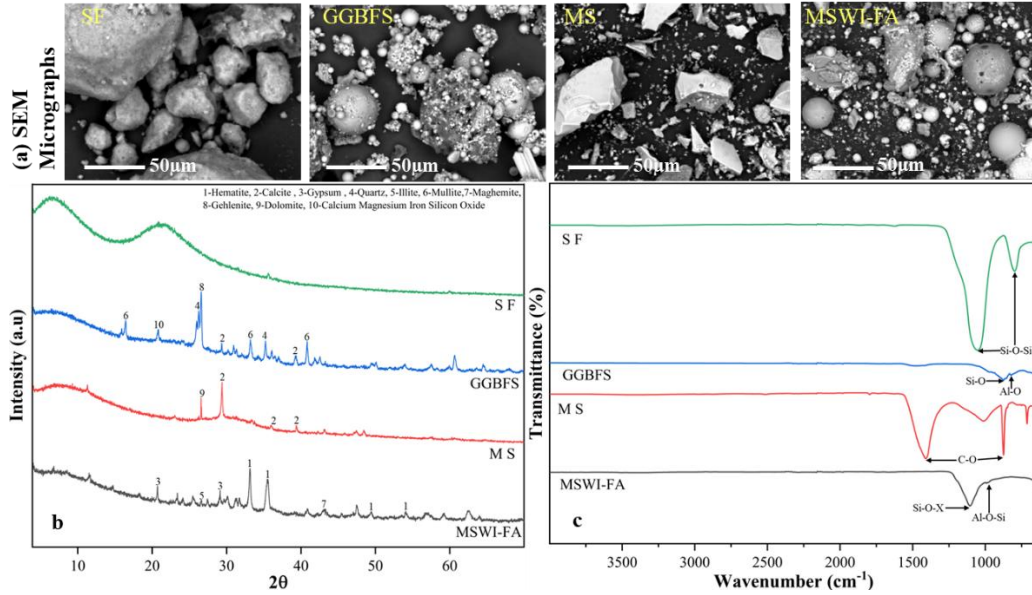 (a) SEM
Micrographs
SF
GGBFS
MS
MSWI-FA
50μm
50μm
50μm
50μm
1-Hematite, 2-Calcite , 3-Gypsum , 4-Quartz, 5-Illite, 6-Mullite,7-Maghemite,
8-Gehlenite, 9-Dolomite, 10-Calcium Magnesium Iron Silicon Oxide
Intensity (a.u)
S F
6
10
4
8
2
6
4
2
6
GGBFS
9
2
2
2
M S
3
5
3
1
1
7
1
1
MSWI-FA
b
0
10
20
30
40
50
60
2θ
Transmittance (%)
S F
Si-O-Si
GGBFS
Si-O
Al-O
M S
C-O
MSWI-FA
Si-O-X
Al-O-Si
c
3500
3000
2500
2000
1500
1000
Wavenumber (cm⁻¹)